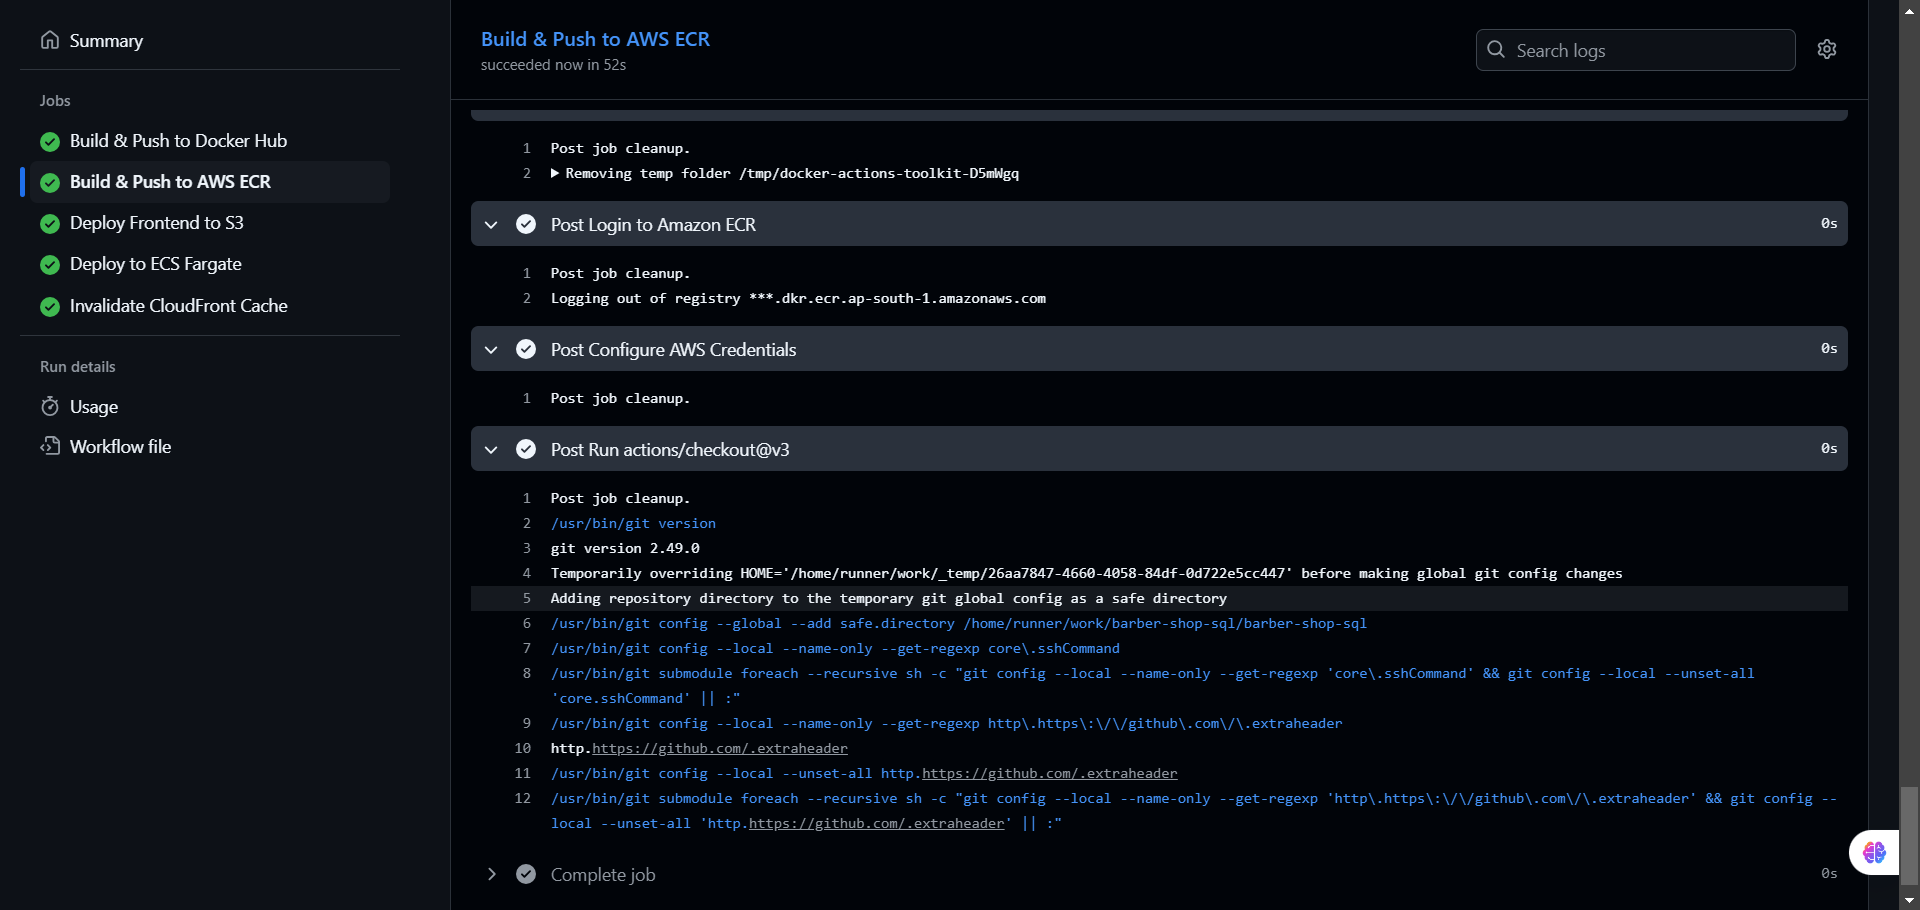 Summary
Jobs
Build & Push to Docker Hub
Build & Push to AWS ECR
Deploy Frontend to S3
Deploy to ECS Fargate
Invalidate CloudFront Cache
Run details
Usage
Workflow file
Build & Push to AWS ECR
succeeded now in 52s
Search logs
1 Post job cleanup.
2 Removing temp folder /tmp/docker-actions-toolkit-D5mWgq
Post Login to Amazon ECR 0s
1 Post job cleanup.
2 Logging out of registry ***.dkr.ecr.ap-south-1.amazonaws.com
Post Configure AWS Credentials 0s
1 Post job cleanup.
Post Run actions/checkout@v3 0s
1 Post job cleanup.
2 /usr/bin/git version
3 git version 2.49.0
4 Temporarily overriding HOME='/home/runner/work/_temp/26aa7847-4660-4058-84df-0d722e5cc447' before making global git config changes
5 Adding repository directory to the temporary git global config as a safe directory
6 /usr/bin/git config --global --add safe.directory /home/runner/work/barber-shop-sql/barber-shop-sql
7 /usr/bin/git config --local --name-only --get-regexp core\.sshCommand
8 /usr/bin/git submodule foreach --recursive sh -c "git config --local --name-only --get-regexp 'core\.sshCommand' && git config --local --unset-all
'core.sshCommand' || :"
9 /usr/bin/git config --local --name-only --get-regexp http\.https\:\/\/github\.com\/\.extraheader
10 http.https://github.com/.extraheader
11 /usr/bin/git config --local --unset-all http.https://github.com/.extraheader
12 /usr/bin/git submodule foreach --recursive sh -c "git config --local --name-only --get-regexp 'http\.https\:\/\/github\.com\/\.extraheader' && git config --
local --unset-all 'http.https://github.com/.extraheader' || :"
Complete job 0s